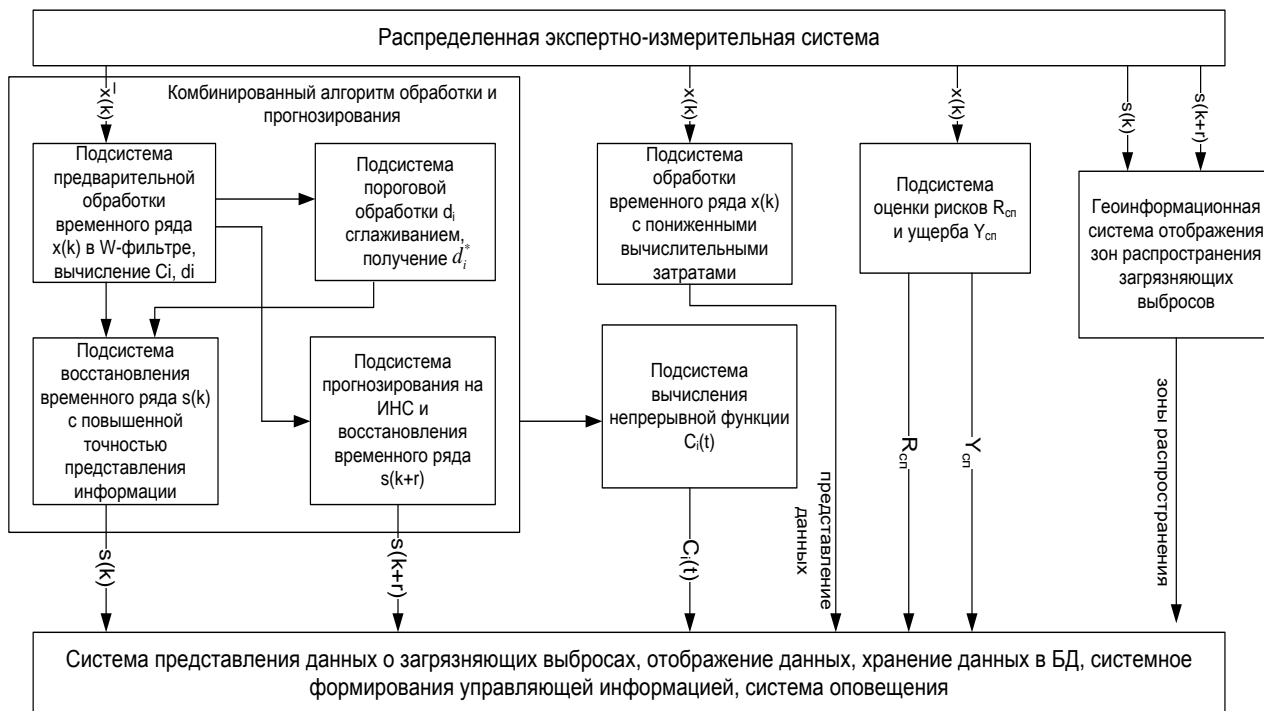 Распределенная экспертно-измерительная система
x̄(k)
x(k)
x(k)
s(k)
s(k+r)
Комбинированный алгоритм обработки и
прогнозирования
Подсистема
предварительной
обработки
временного ряда
x(k) в W-фильтре,
вычисление Ci, di
Подсистема
пороговой
обработки di
сглаживанием,
получение d*i
Подсистема
обработки
временного ряда x(k)
с пониженными
вычислительными
затратами
Подсистема
оценки рисков Rсп
и ущерба Yсп
Геоинформационная
система отображения
зон распространения
загрязняющих
выбросов
Подсистема
восстановления
временного ряда s(k)
с повышенной
точностью
представления
информации
Подсистема
прогнозирования на
ИНС и
восстановления
временного ряда
s(k+r)
Подсистема
вычисления
непрерывной функции
Ci(t)
s(k)
s(k+r)
Ci(t)
представление
данных
Rсп
Yсп
зоны распространения
Система представления данных о загрязняющих выбросах, отображение данных, хранение данных в БД, системное
формирования управляющей информацией, система оповещения